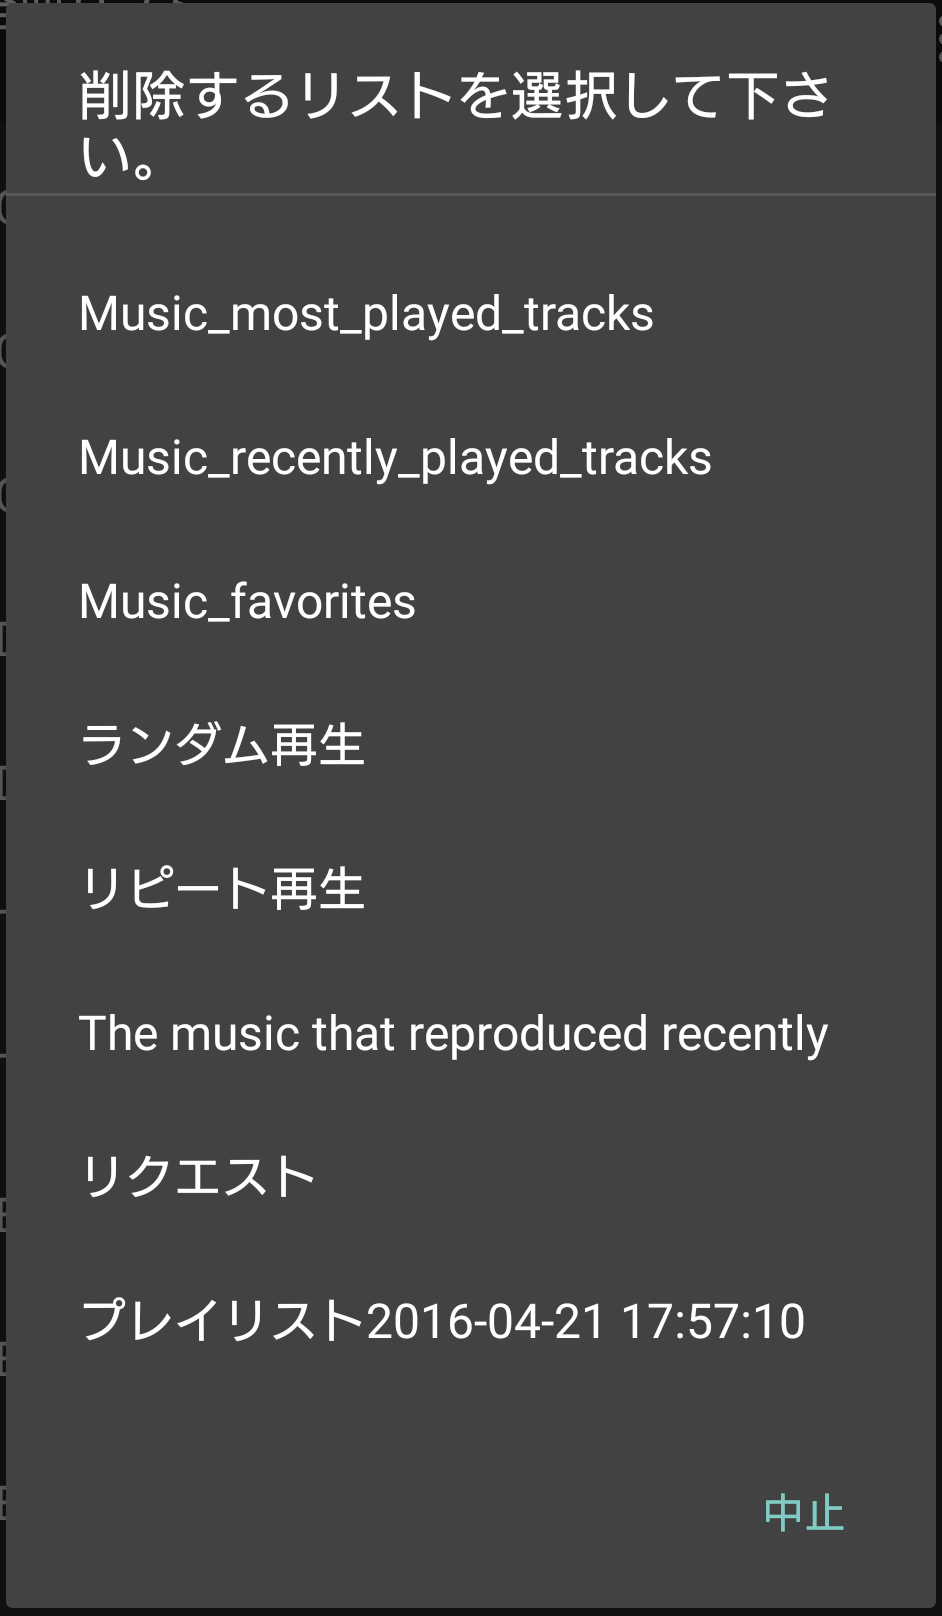 削除するリストを選択して下さ
い。
Music_most_played_tracks
Music_recently_played_tracks
Music_favorites
ランダム再生
リピート再生
The music that reproduced recently
リクエスト
プレイリスト2016-04-21 17:57:10
中止